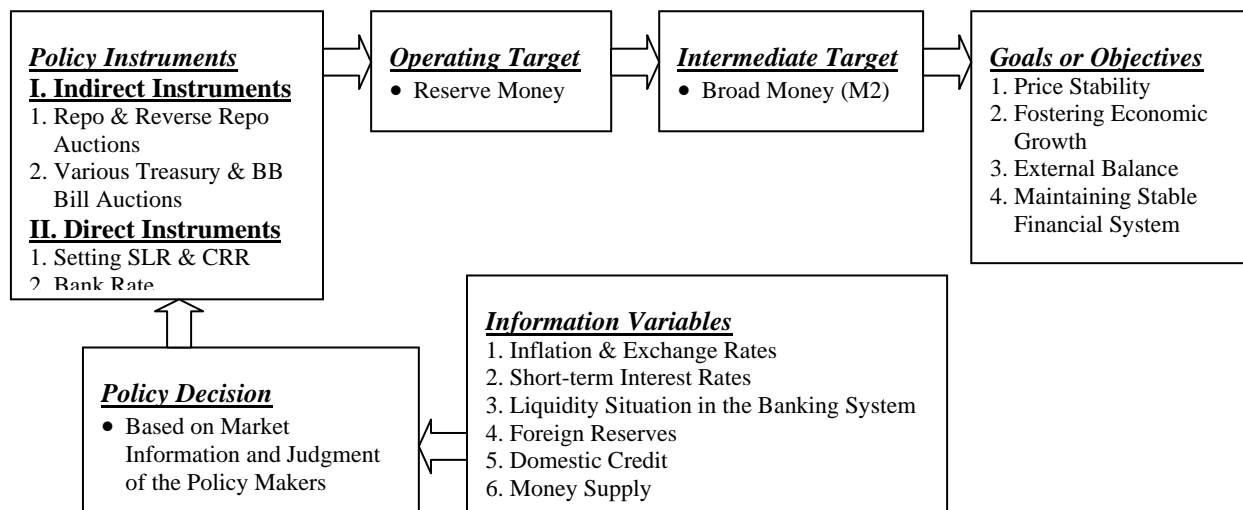 Policy Instruments
I. Indirect Instruments
1. Repo & Reverse Repo
Auctions
2. Various Treasury & BB
Bill Auctions
II. Direct Instruments
1. Setting SLR & CRR
2. Bank Rate
Operating Target
• Reserve Money
Intermediate Target
• Broad Money (M2)
Goals or Objectives
1. Price Stability
2. Fostering Economic
Growth
3. External Balance
4. Maintaining Stable
Financial System
Policy Decision
• Based on Market
Information and Judgment
of the Policy Makers
Information Variables
1. Inflation & Exchange Rates
2. Short-term Interest Rates
3. Liquidity Situation in the Banking System
4. Foreign Reserves
5. Domestic Credit
6. Money Supply